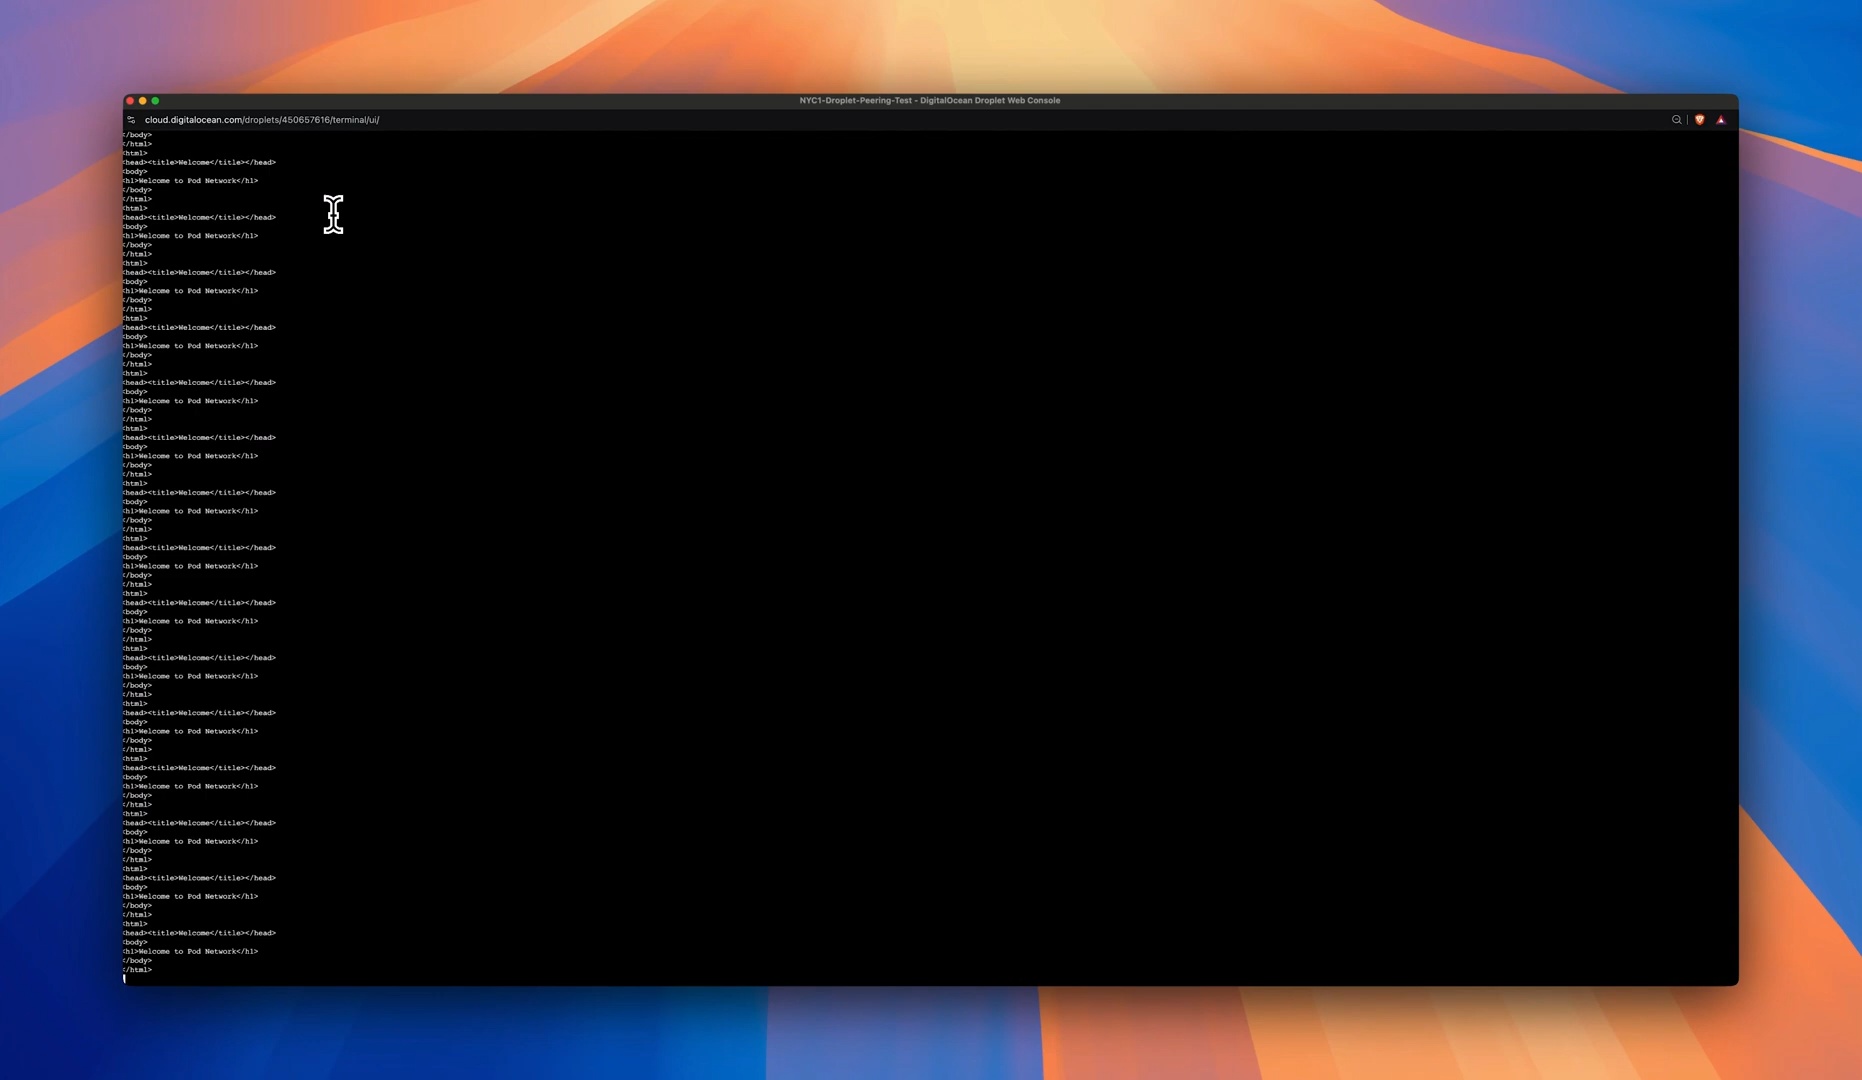 NYC1-Droplet-Peering-Test - DigitalOcean Droplet Web Console
cloud.digitalocean.com/droplets/450657616/terminal/ui/
</body>
</html>
<html>
<head><title>Welcome</title></head>
<body>
<h1>Welcome to Pod Network</h1>
</body>
</html>
<html>
<head><title>Welcome</title></head>
<body>
<h1>Welcome to Pod Network</h1>
</body>
</html>
<html>
<head><title>Welcome</title></head>
<body>
<h1>Welcome to Pod Network</h1>
</body>
</html>
<html>
<head><title>Welcome</title></head>
<body>
<h1>Welcome to Pod Network</h1>
</body>
</html>
<html>
<head><title>Welcome</title></head>
<body>
<h1>Welcome to Pod Network</h1>
</body>
</html>
<html>
<head><title>Welcome</title></head>
<body>
<h1>Welcome to Pod Network</h1>
</body>
</html>
<html>
<head><title>Welcome</title></head>
<body>
<h1>Welcome to Pod Network</h1>
</body>
</html>
<html>
<head><title>Welcome</title></head>
<body>
<h1>Welcome to Pod Network</h1>
</body>
</html>
<html>
<head><title>Welcome</title></head>
<body>
<h1>Welcome to Pod Network</h1>
</body>
</html>
<html>
<head><title>Welcome</title></head>
<body>
<h1>Welcome to Pod Network</h1>
</body>
</html>
<html>
<head><title>Welcome</title></head>
<body>
<h1>Welcome to Pod Network</h1>
</body>
</html>
<html>
<head><title>Welcome</title></head>
<body>
<h1>Welcome to Pod Network</h1>
</body>
</html>
<html>
<head><title>Welcome</title></head>
<body>
<h1>Welcome to Pod Network</h1>
</body>
</html>
<html>
<head><title>Welcome</title></head>
<body>
<h1>Welcome to Pod Network</h1>
</body>
</html>
<html>
<head><title>Welcome</title></head>
<body>
<h1>Welcome to Pod Network</h1>
</body>
</html>